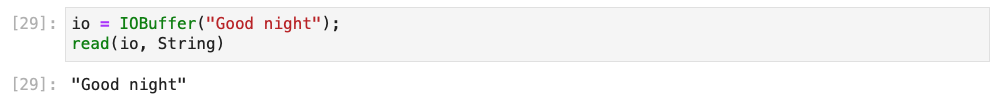 [29]: io = IOBuffer("Good night");
read(io, String)
[29]: "Good night"